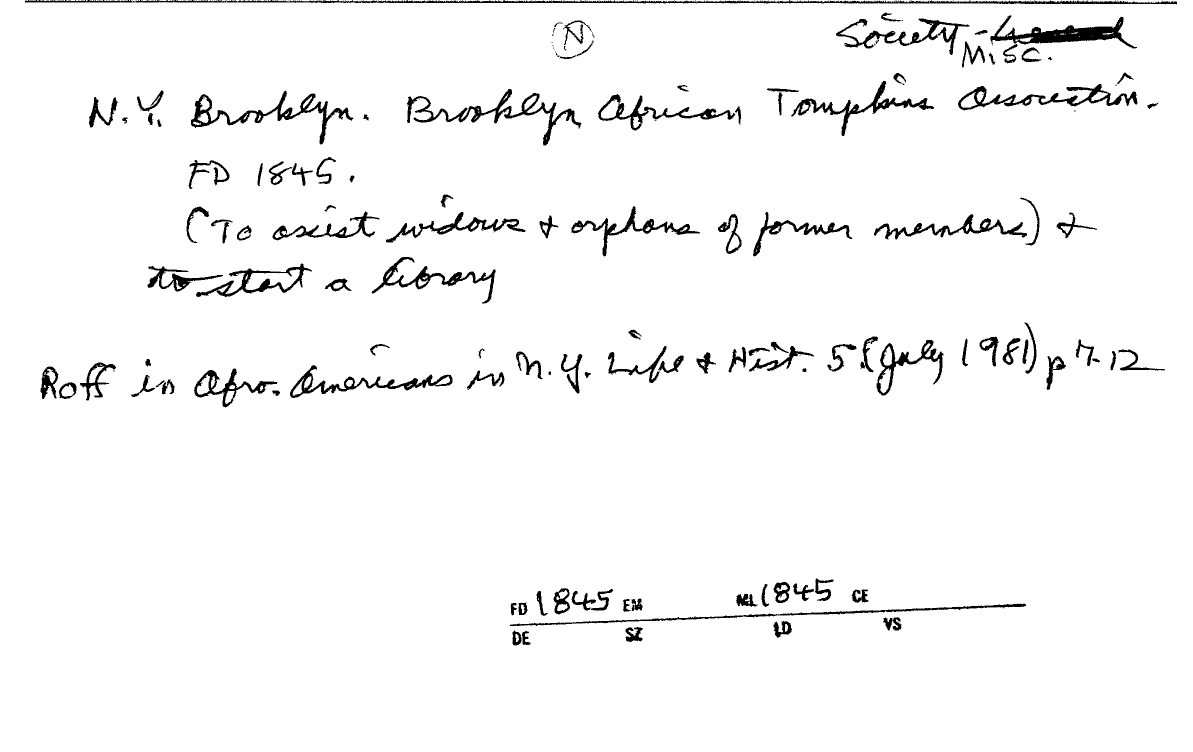 N
Society - General
Misc.
N.Y. Brooklyn. Brooklyn African Tompkins Association.
FD 1845.
(To assist widows & orphans of former members) &
to start a library
Roff in Afro. Americans in N.Y. Life & Hist. 5:(July 1981) p 7-12
FD 1845 EM ML 1845 CE
DE SZ LD VS